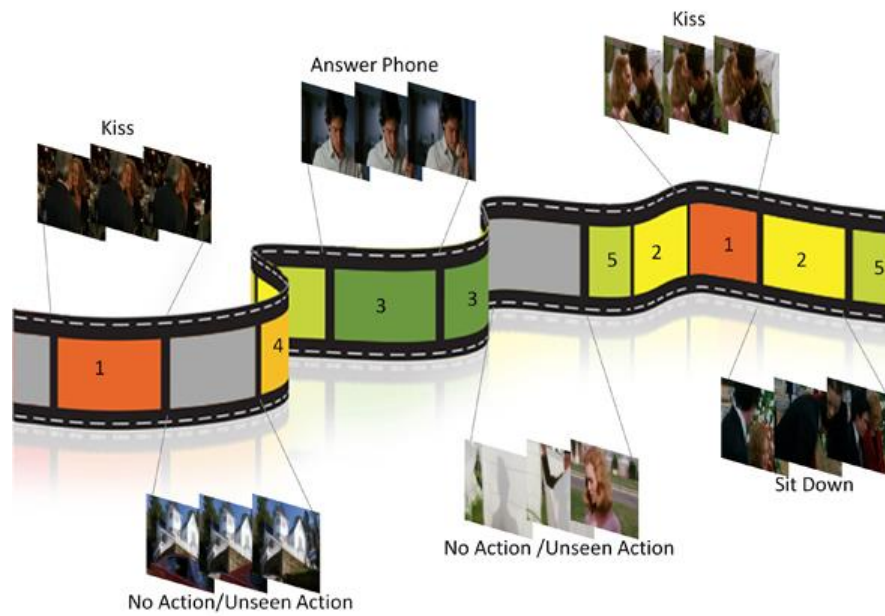 Kiss
Answer Phone
Kiss
1
4
3
3
5
2
1
2
5
No Action/Unseen Action
No Action /Unseen Action
Sit Down